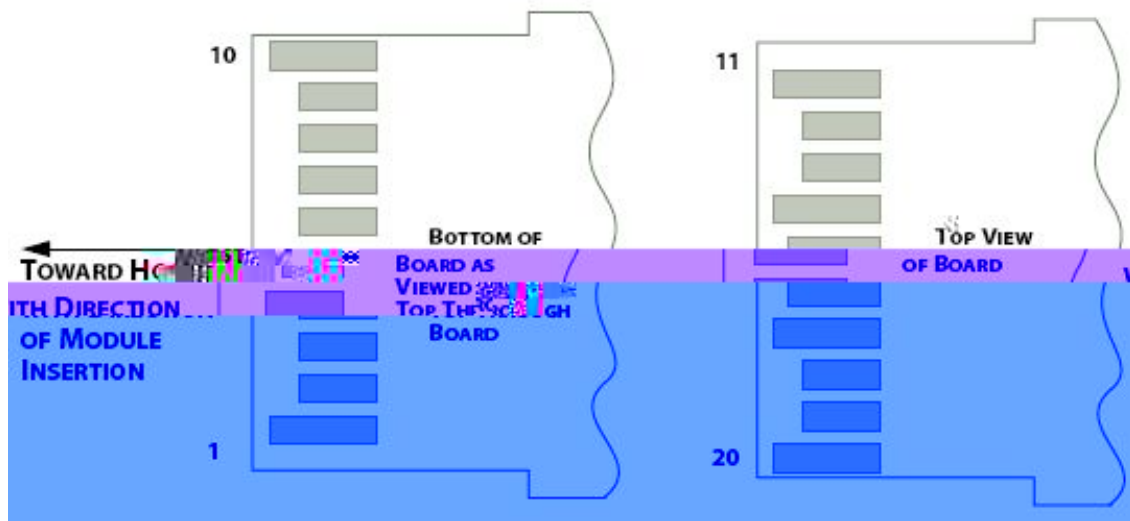 10
11
BOTTOM OF
BOARD AS
VIEWED
TOP
BOARD
TOP VIEW
OF BOARD
TOWARD
DIRECTION
OF MODULE
INSERTION
1
20